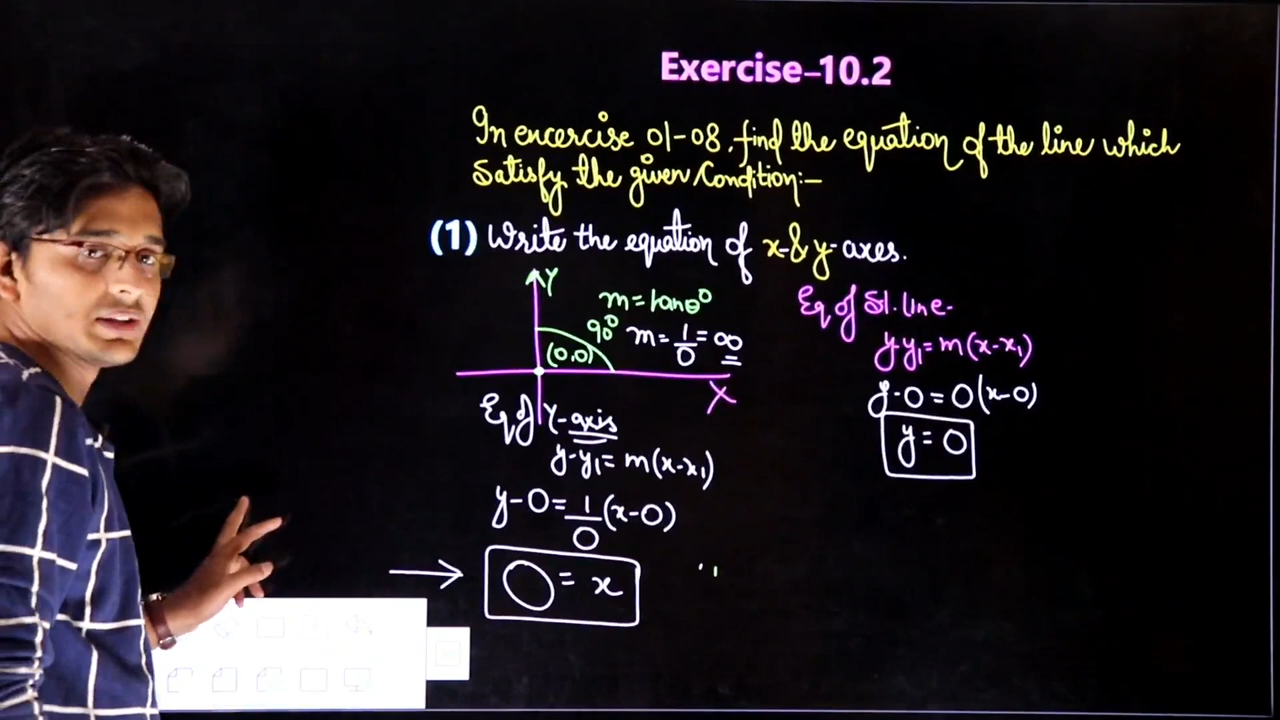 Exercise-10.2
In encercise 01-08, find the equation of the line which
Satisfy the given Condition:-
(1) Write the equation of x-& y-axes.
Y
m=tanθ°
90°
m=1/0=∞
(0,0)
X
Eq of Y-axis
y-y₁=m(x-x₁)
y-0=1/0(x-0)
0=x
Eq of St. line-
y-y₁=m(x-x₁)
y-0=0(x-0)
y=0